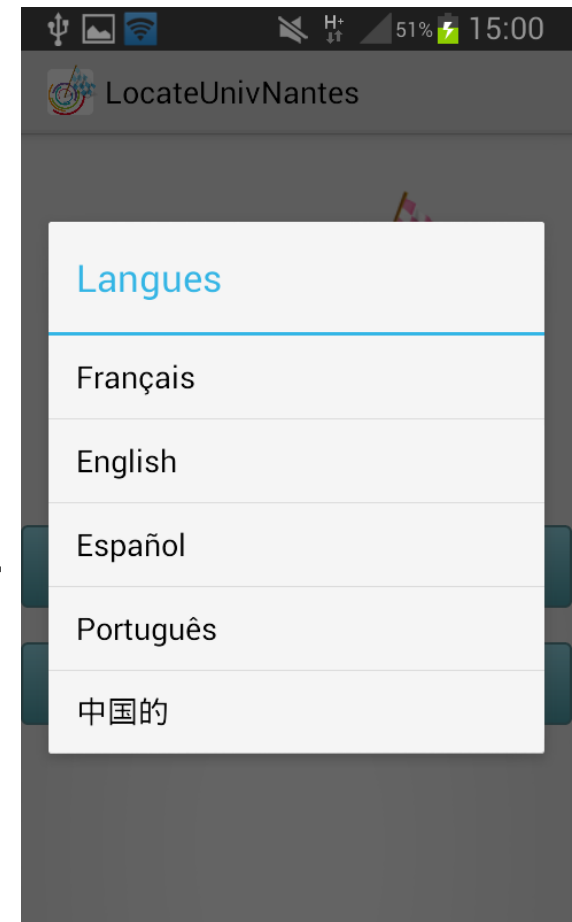 H+ 51% 15:00
LocateUnivNantes
Langues
Français
English
Español
Português
中国的